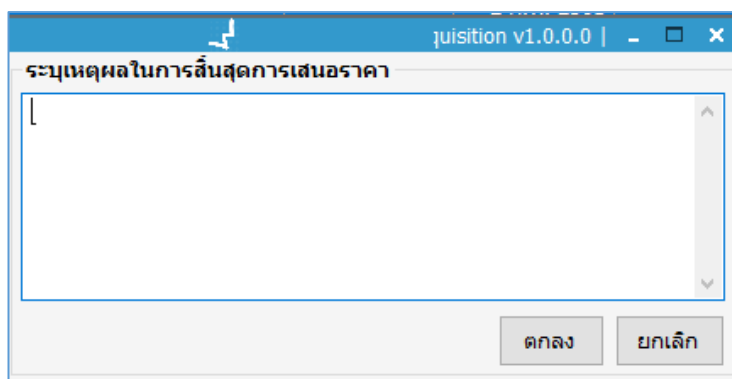 quisition v1.0.0.0 |
ระบุเหตุผลในการสิ้นสุดการเสนอราคา
ตกลง
ยกเลิก